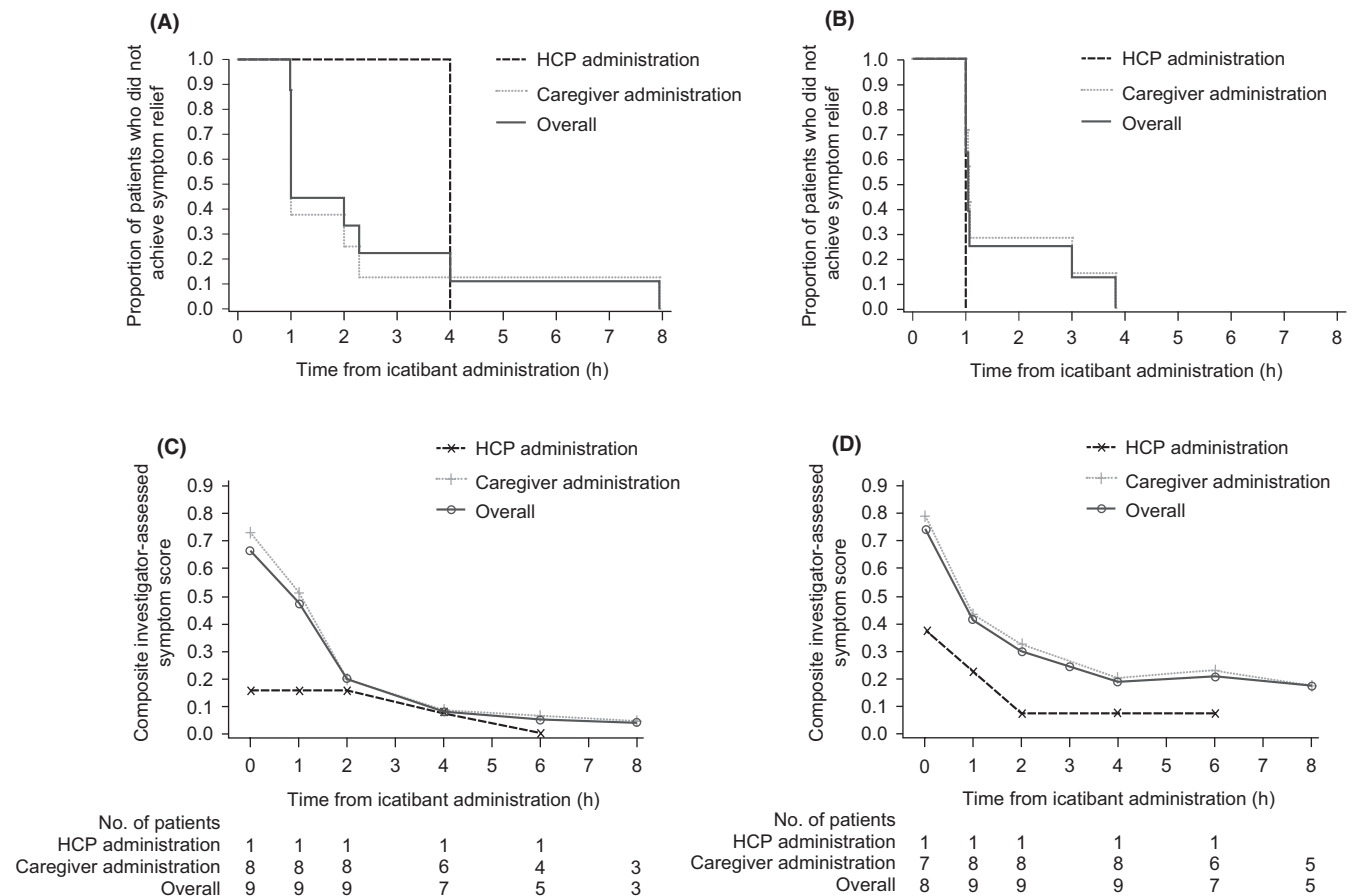 (A)
Proportion of patients who did not
achieve symptom relief
1.0
0.9
0.8
0.7
0.6
0.5
0.4
0.3
0.2
0.1
0.0
0 1 2 3 4 5 6 7 8
Time from icatibant administration (h)
HCP administration
Caregiver administration
Overall
(B)
Proportion of patients who did not
achieve symptom relief
1.0
0.9
0.8
0.7
0.6
0.5
0.4
0.3
0.2
0.1
0.0
0 1 2 3 4 5 6 7 8
Time from icatibant administration (h)
HCP administration
Caregiver administration
Overall
(C)
HCP administration
Caregiver administration
Overall
Composite investigator-assessed
symptom score
0.9
0.8
0.7
0.6
0.5
0.4
0.3
0.2
0.1
0.0
0 1 2 3 4 5 6 7 8
Time from icatibant administration (h)
No. of patients
HCP administration 1 1 1 1 1
Caregiver administration 8 8 8 6 4 3
Overall 9 9 9 7 5 3
(D)
HCP administration
Caregiver administration
Overall
Composite investigator-assessed
symptom score
0.9
0.8
0.7
0.6
0.5
0.4
0.3
0.2
0.1
0.0
0 1 2 3 4 5 6 7 8
Time from icatibant administration (h)
No. of patients
HCP administration 1 1 1 1 1
Caregiver administration 7 8 8 8 6 5
Overall 8 9 9 9 7 5